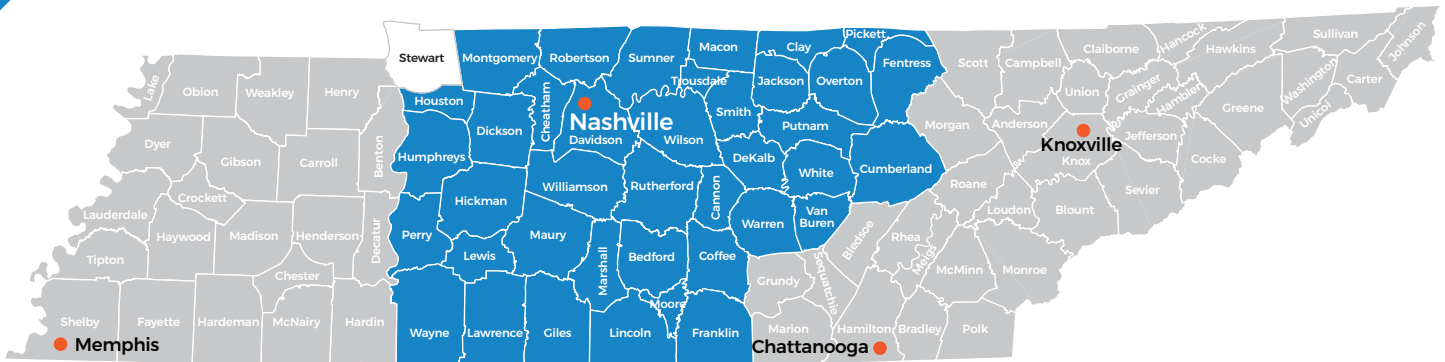 Stewart
Montgomery
Robertson
Sumner
Macon
Clay
Pickett
Fentress
Scott
Campbell
Claiborne
Hancock
Hawkins
Sullivan
Johnson
Lake
Obion
Weakley
Henry
Houston
Dickson
Cheatham
Nashville
Davidson
Wilson
Trousdale
Smith
Jackson
Overton
Putnam
Morgan
Anderson
Union
Grainger
Hamblen
Greene
Washington
Unicoi
Carter
Dyer
Gibson
Carroll
Benton
Humphreys
Hickman
Williamson
Rutherford
Cannon
DeKalb
White
Cumberland
Roane
Knoxville
Knox
Jefferson
Cocke
Sevier
Blount
Loudon
Lauderdale
Crockett
Haywood
Madison
Henderson
Decatur
Perry
Lewis
Maury
Marshall
Bedford
Coffee
Warren
Van
Buren
Bledsoe
Rhea
Meigs
McMinn
Monroe
Tipton
Chester
Grundy
Sequatchie
Shelby
Fayette
Hardeman
McNairy
Hardin
Wayne
Lawrence
Giles
Lincoln
Moore
Franklin
Marion
Hamilton
Bradley
Polk
Memphis
Chattanooga